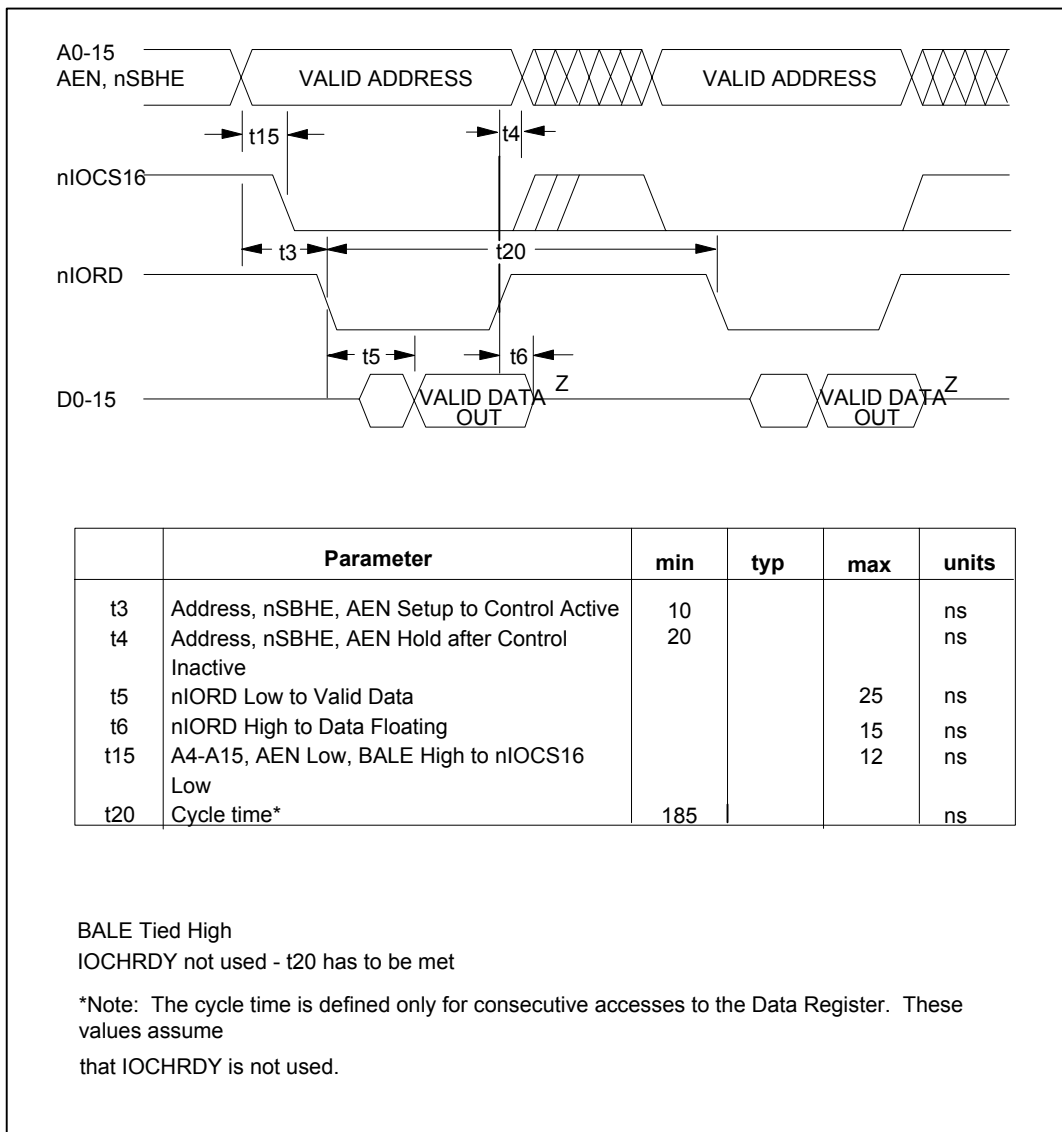 A0-15
AEN, nSBHE
VALID ADDRESS
VALID ADDRESS
t15
t4
nIOCS16
t3
t20
nIORD
t5
t6
D0-15
VALID DATA
OUT
Z
VALID DATA
OUT
Z
Parameter min typ max units
t3 Address, nSBHE, AEN Setup to Control Active 10 ns
t4 Address, nSBHE, AEN Hold after Control 20 ns
Inactive
t5 nIORD Low to Valid Data 25 ns
t6 nIORD High to Data Floating 15 ns
t15 A4-A15, AEN Low, BALE High to nIOCS16 12 ns
Low
t20 Cycle time* 185 ns
BALE Tied High
IOCHRDY not used - t20 has to be met
*Note: The cycle time is defined only for consecutive accesses to the Data Register. These
values assume
that IOCHRDY is not used.